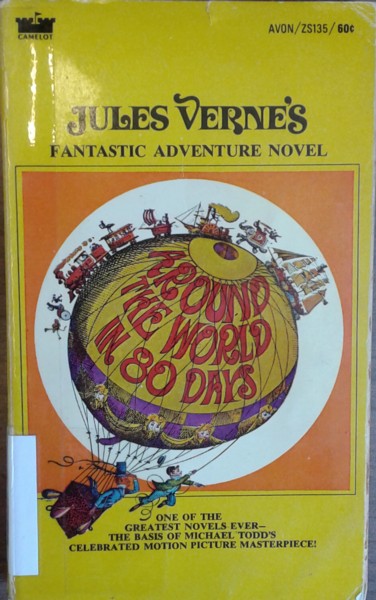 CAMELOT
AVON/ZS135/60¢
JULES VERNE'S
FANTASTIC ADVENTURE NOVEL
AROUND
THE WORLD
IN 80 DAYS
ONE OF THE
GREATEST NOVELS EVER—
THE BASIS OF MICHAEL TODD'S
CELEBRATED MOTION PICTURE MASTERPIECE!